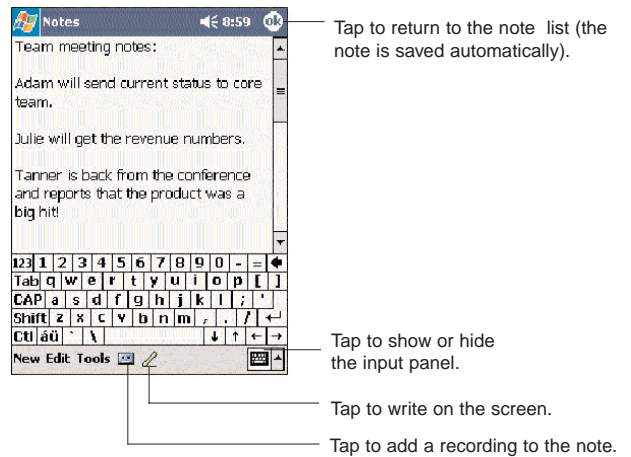 Notes 8:59 ok
Team meeting notes:
Adam will send current status to core
team.
Julie will get the revenue numbers.
Tanner is back from the conference
and reports that the product was a
big hit!
123 1 2 3 4 5 6 7 8 9 0 - =
Tab q w e r t y u i o p [ ]
CAP a s d f g h j k l ; '
Shift z x c v b n m , . /
Ctl áü ` \
New Edit Tools
Tap to return to the note list (the
note is saved automatically).
Tap to show or hide
the input panel.
Tap to write on the screen.
Tap to add a recording to the note.